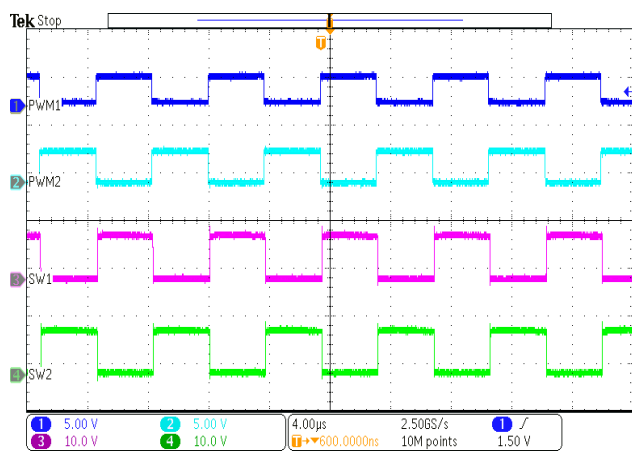 Tek Stop
T
T
1 PWM1
2 PWM2
3 SW1
4 SW2
1 5.00 V 2 5.00 V 4.00µs 2.50GS/s 1 1.50 V
3 10.0 V 4 10.0 V T→▼600.0000ns 10M points